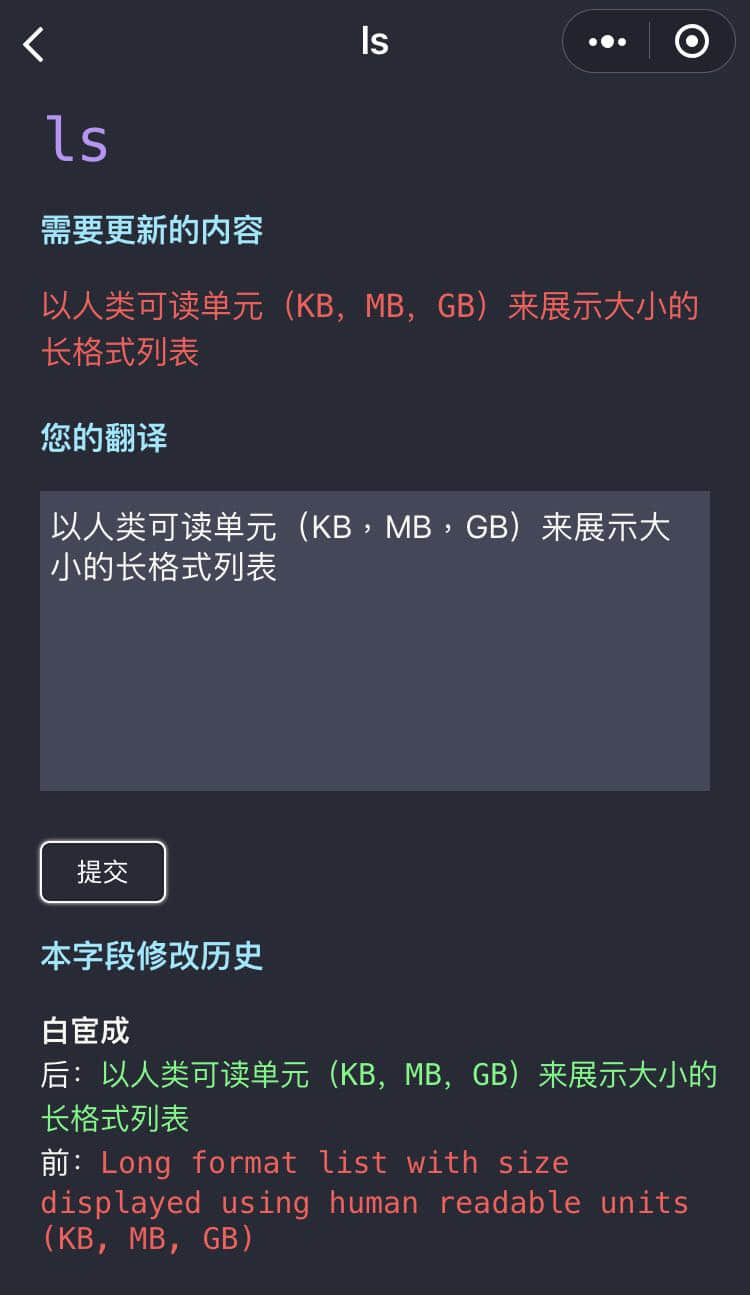 ls
ls
需要更新的内容
以人类可读单元（KB, MB, GB）来展示大小的
长格式列表
您的翻译
以人类可读单元（KB，MB，GB）来展示大
小的长格式列表
提交
本字段修改历史
白宦成
后：以人类可读单元（KB, MB, GB）来展示大小的
长格式列表
前：Long format list with size
displayed using human readable units
(KB, MB, GB)